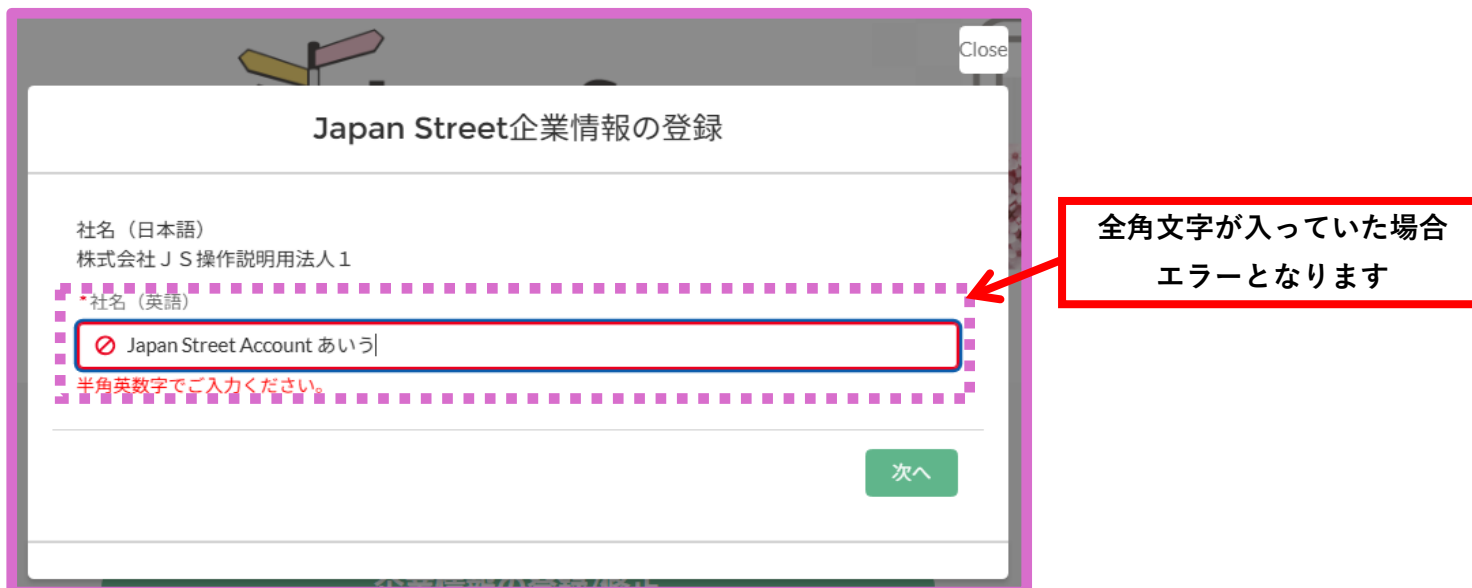 Close
Japan Street企業情報の登録
社名（日本語）
株式会社ＪＳ操作説明用法人１
*社名（英語）
Japan Street Account あいう
半角英数字でご入力ください。
次へ
全角文字が入っていた場合
エラーとなります